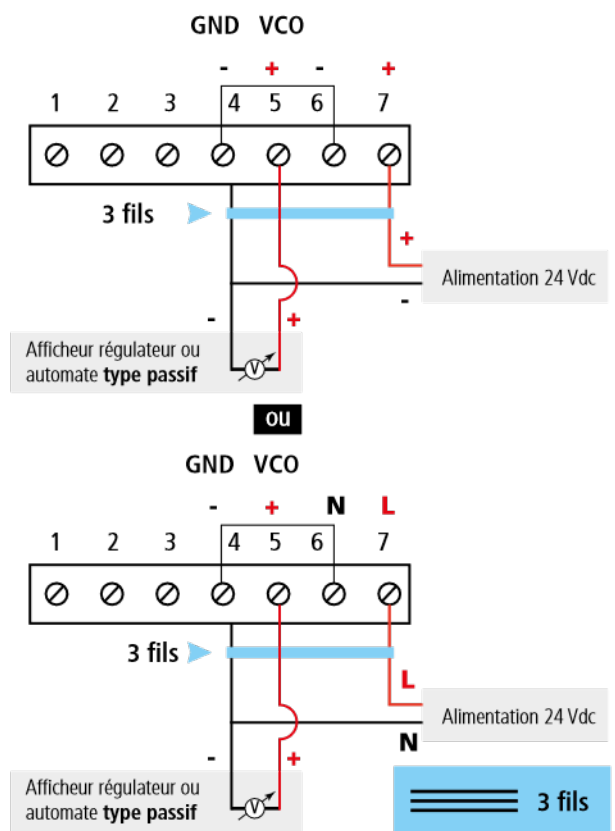 GND VCO
- + - +
1 2 3 4 5 6 7
3 fils
+
Alimentation 24 Vdc
-
- +
Afficheur régulateur ou
automate type passif
V
ou
GND VCO
- + N L
1 2 3 4 5 6 7
3 fils
L
Alimentation 24 Vdc
N
- +
Afficheur régulateur ou
automate type passif
V
3 fils